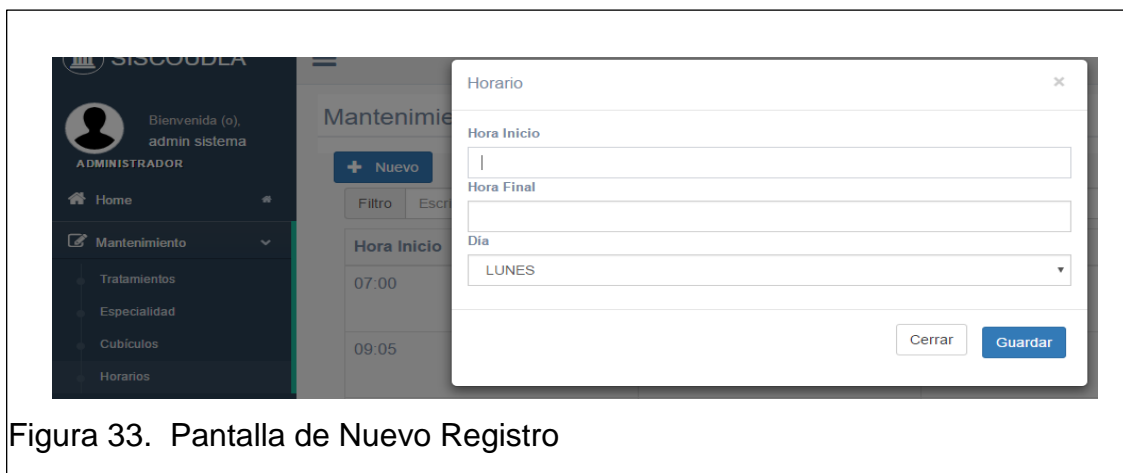 SISCOUDLA
Bienvenida (o),
admin sistema
ADMINISTRADOR
Home
Mantenimiento
Tratamientos
Especialidad
Cubículos
Horarios
Mantenimie
+ Nuevo
Filtro Escri
Hora Inicio
07:00
09:05
Horario ×
Hora Inicio
Hora Final
Día
LUNES
Cerrar Guardar
Figura 33. Pantalla de Nuevo Registro